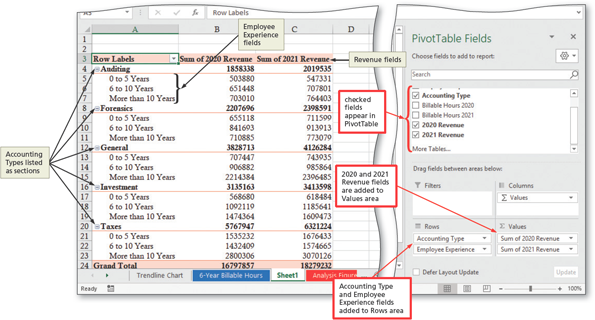 A3
Row Labels
A B C D
1
2
3 Row Labels Sum of 2020 Revenue Sum of 2021 Revenue
4 Auditing 1858338 2019535
5 0 to 5 Years 503880 547331
6 6 to 10 Years 651448 707801
7 More than 10 Years 703010 764403
8 Forensics 2207696 2398591
9 0 to 5 Years 655118 711599
10 6 to 10 Years 841693 913913
11 More than 10 Years 710885 773079
12 General 3828713 4126284
13 0 to 5 Years 707447 743935
14 6 to 10 Years 906882 985864
15 More than 10 Years 2214384 2396485
16 Investment 3135163 3413598
17 0 to 5 Years 568680 618484
18 6 to 10 Years 1092119 1185641
19 More than 10 Years 1474364 1609473
20 Taxes 5767947 6321224
21 0 to 5 Years 1535232 1676433
22 6 to 10 Years 1432409 1574665
23 More than 10 Years 2800306 3070126
24 Grand Total 16797857 18279232
Trendline Chart 6-Year Billable Hours Sheet1 Analysis Figure
Ready
Employee
Experience
fields
Revenue fields
Accounting
Types listed
as sections
checked
fields
appear in
PivotTable
2020 and 2021
Revenue fields
are added to
Values area
Accounting Type
and Employee
Experience fields
added to Rows area
PivotTable Fields
Choose fields to add to report:
Search
Accounting Type
Billable Hours 2020
Billable Hours 2021
2020 Revenue
2021 Revenue
More Tables...
Drag fields between areas below:
Filters
Columns
Σ Values
Rows
Σ Values
Accounting Type
Sum of 2020 Revenue
Employee Experience
Sum of 2021 Revenue
Defer Layout Update
Update
100%